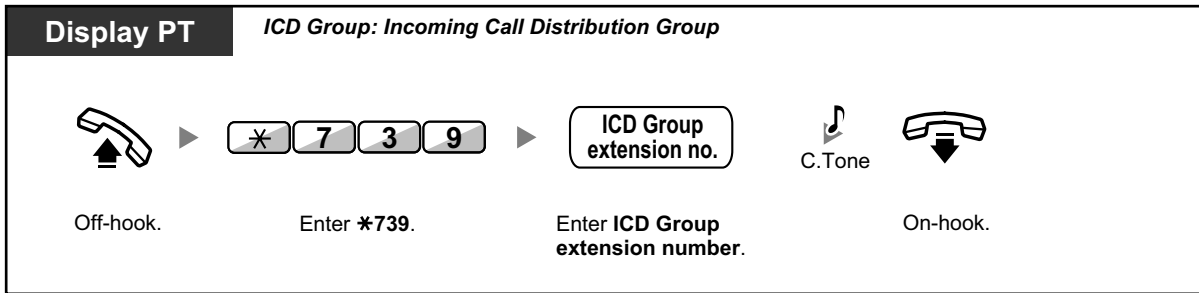 Display PT
ICD Group: Incoming Call Distribution Group
* 7 3 9
ICD Group
extension no.
C.Tone
Off-hook.
Enter *739.
Enter ICD Group
extension number.
On-hook.